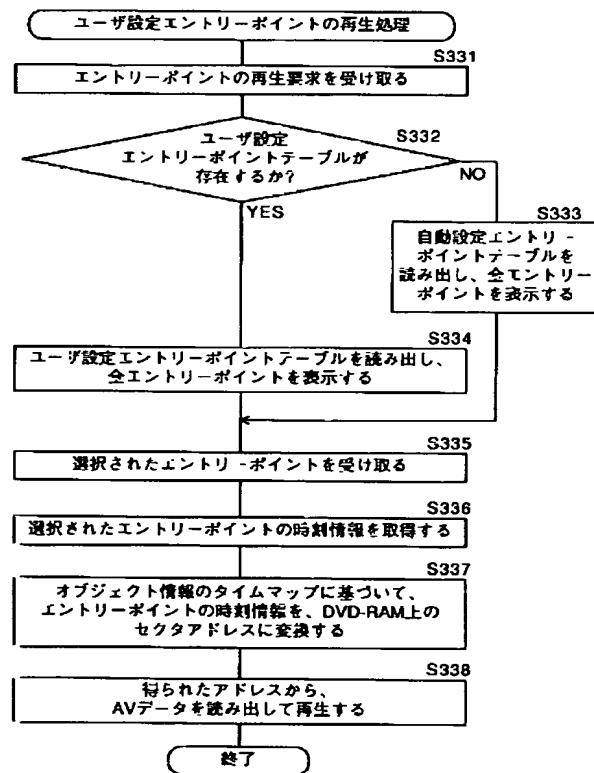 ユーザ設定エントリーポイントの再生処理
S331
エントリーポイントの再生要求を受け取る
S332
ユーザ設定
エントリーポイントテーブルが
存在するか?
NO
YES
S333
自動設定エントリー
ポイントテーブルを
読み出し、全エントリー
ポイントを表示する
S334
ユーザ設定エントリーポイントテーブルを読み出し、
全エントリーポイントを表示する
S335
選択されたエントリーポイントを受け取る
S336
選択されたエントリーポイントの時刻情報を取得する
S337
オブジェクト情報のタイムマップに基づいて、
エントリーポイントの時刻情報を、DVD-RAM上の
セクタアドレスに変換する
S338
得られたアドレスから、
AVデータを読み出して再生する
終了